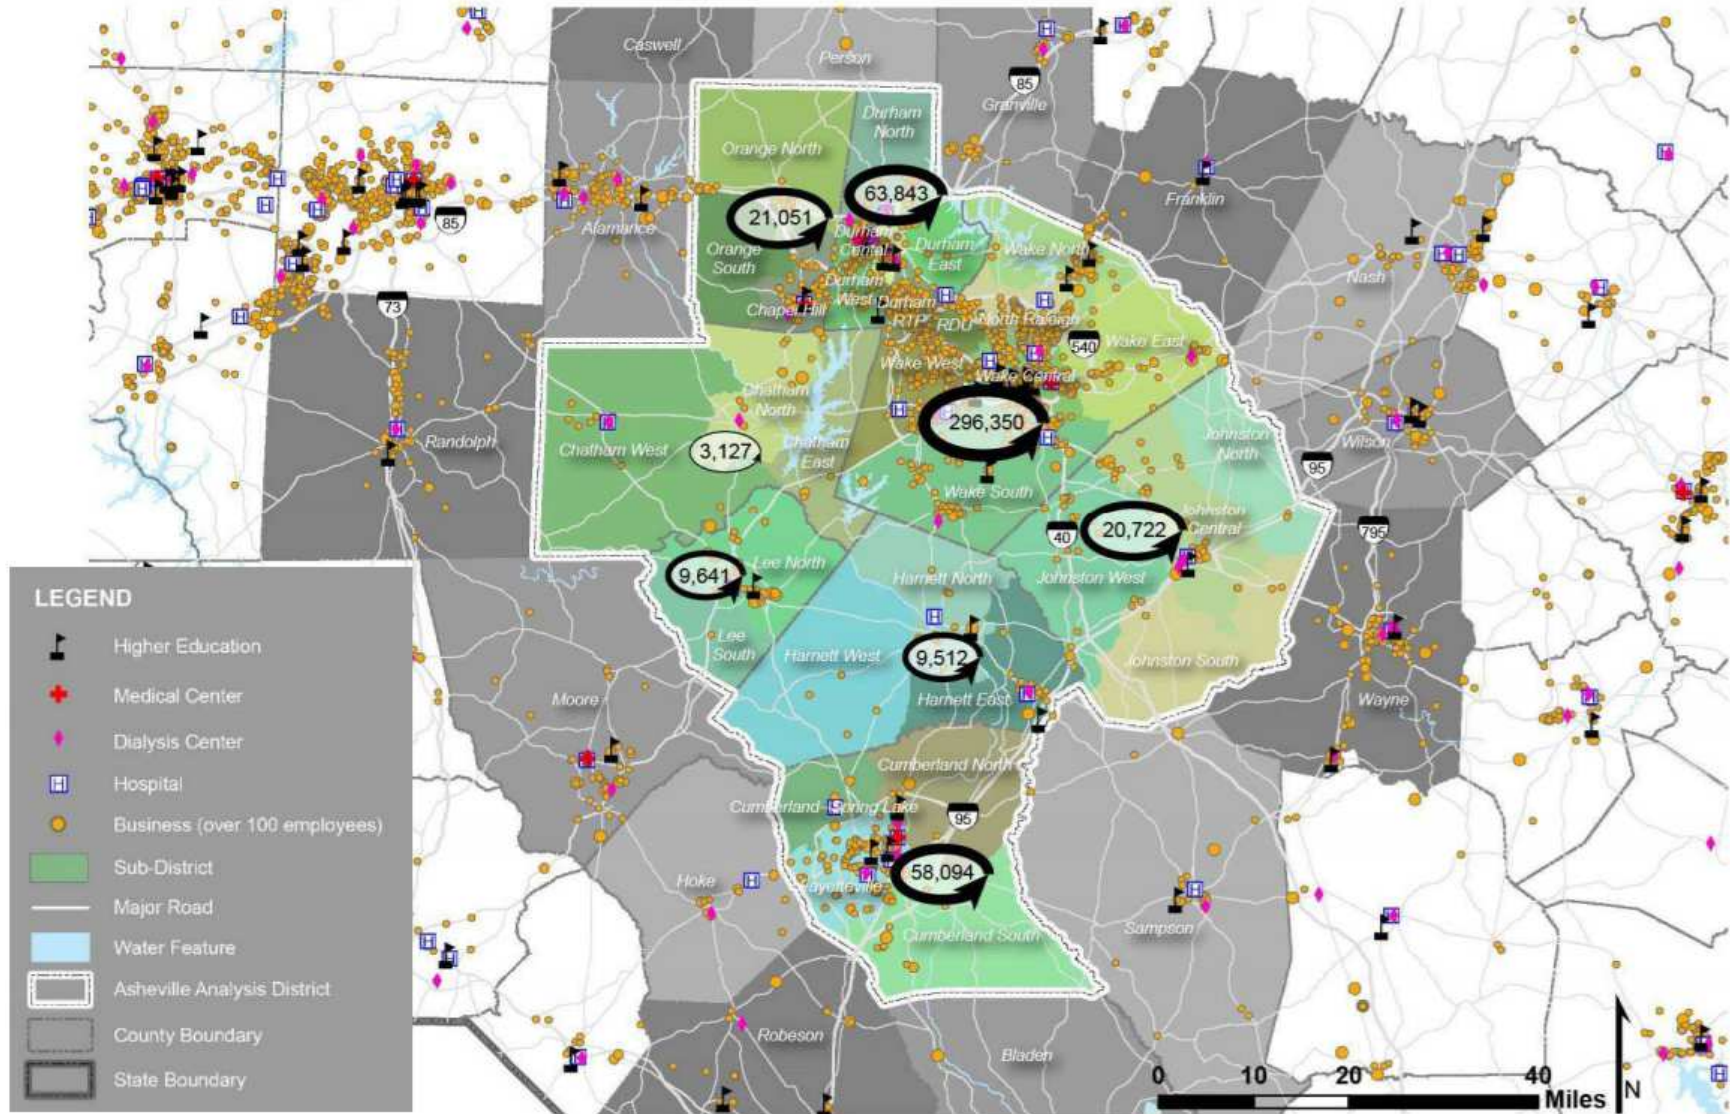 Caswell
Person
85
Granville
Durham
North
Orange North
63,843
Franklin
21,051
85
Alamance
Durham
Central
Durham
East
Wake North
Orange
South
Nash
Durham
West
73
Chapel Hill
Durham
RTP
RDU
North Raleigh
540
Wake East
Wake West
Wake Central
Chatham
North
296,350
Randolph
Chatham West
3,127
Chatham
East
Johnston
North
Wilson
95
Wake South
20,722
Johnston
Central
40
795
9,641
Lee North
Harnett North
Johnston West
Lee
South
Harnett West
9,512
Johnston South
Moore
Harnett East
Wayne
Cumberland North
Cumberland- Spring Lake
95
Hoke
58,094
Fayetteville
Sampson
Cumberland South
Robeson
Bladen
LEGEND
Higher Education
Medical Center
Dialysis Center
Hospital
Business (over 100 employees)
Sub-District
Major Road
Water Feature
Asheville Analysis District
County Boundary
State Boundary
0 10 20 40
Miles
N